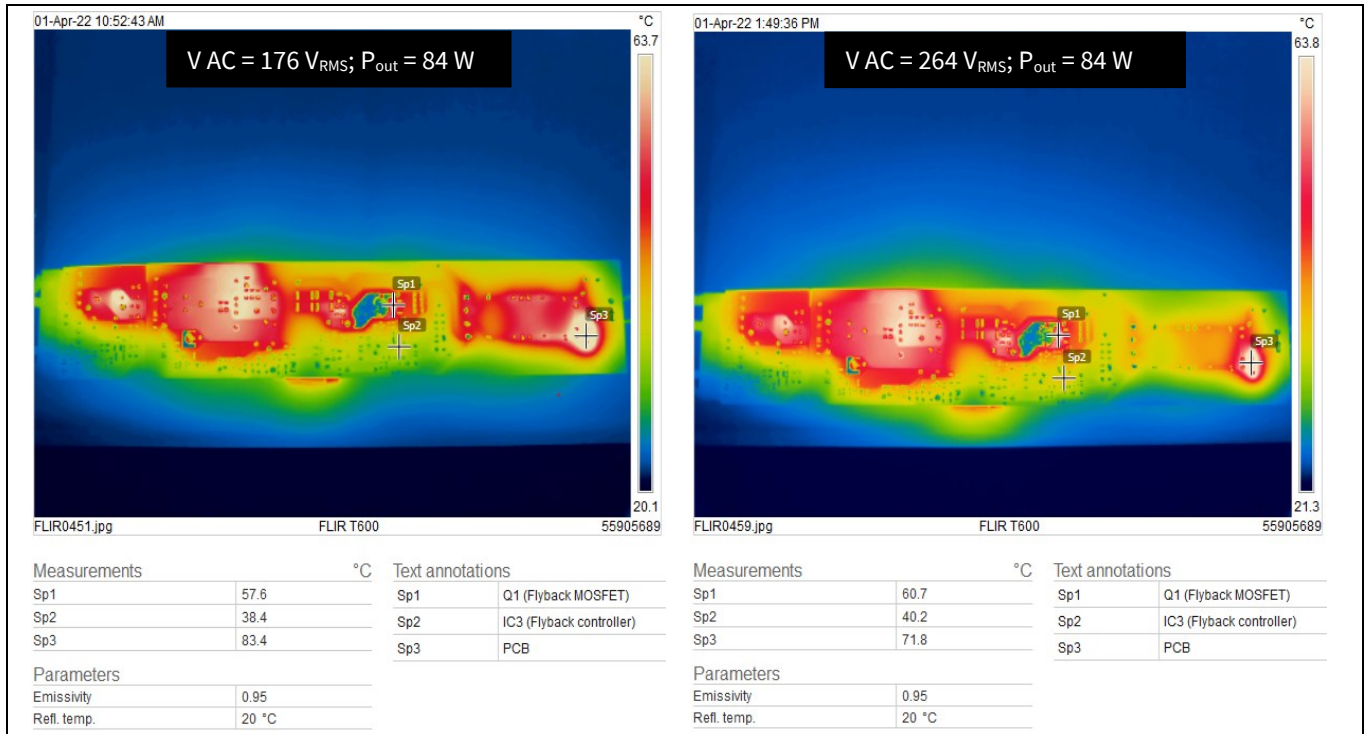 01-Apr-22 10:52:43 AM °C
V AC = 176 VRMS; Pout = 84 W
63.7
Sp1
Sp2
Sp3
20.1
FLIR0451.jpg FLIR T600 55905689
Measurements °C Text annotations
Sp1 57.6 Sp1 Q1 (Flyback MOSFET)
Sp2 38.4 Sp2 IC3 (Flyback controller)
Sp3 83.4 Sp3 PCB
Parameters
Emissivity 0.95
Refl. temp. 20 °C
01-Apr-22 1:49:36 PM °C
V AC = 264 VRMS; Pout = 84 W
63.8
Sp1
Sp2
Sp3
21.3
FLIR0459.jpg FLIR T600 55905689
Measurements °C Text annotations
Sp1 60.7 Sp1 Q1 (Flyback MOSFET)
Sp2 40.2 Sp2 IC3 (Flyback controller)
Sp3 71.8 Sp3 PCB
Parameters
Emissivity 0.95
Refl. temp. 20 °C